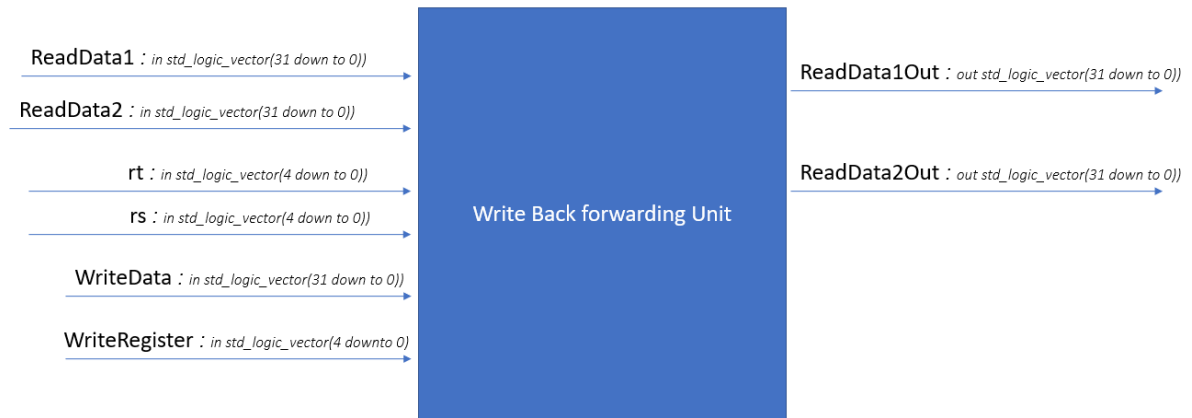 ReadData1 : in std_logic_vector(31 down to 0))
ReadData2 : in std_logic_vector(31 down to 0))
rt : in std_logic_vector(4 down to 0))
rs : in std_logic_vector(4 down to 0))
WriteData : in std_logic_vector(31 down to 0))
WriteRegister : in std_logic_vector(4 downto 0)
Write Back forwarding Unit
ReadData1Out : out std_logic_vector(31 down to 0))
ReadData2Out : out std_logic_vector(31 down to 0))